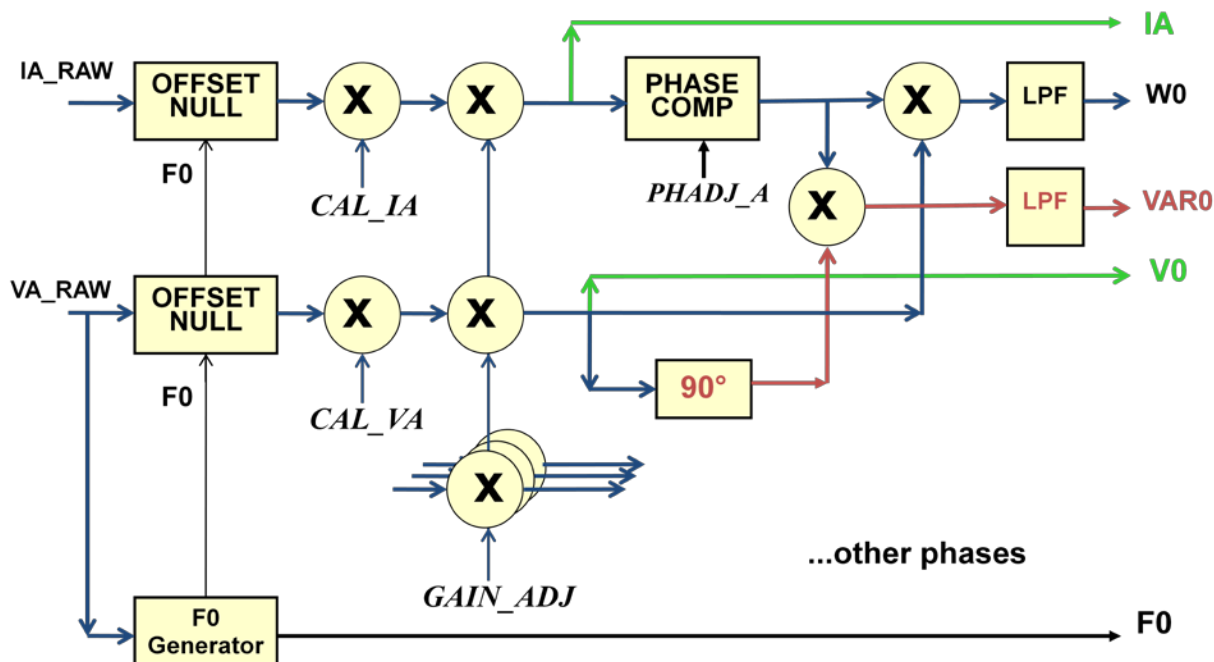 IA
IA_RAW
OFFSET
NULL
X
X
PHASE
COMP
X
LPF
W0
F0
CAL_IA
PHADJ_A
X
LPF
VAR0
VA_RAW
OFFSET
NULL
X
X
V0
F0
CAL_VA
90°
X
...other phases
GAIN_ADJ
F0
Generator
F0